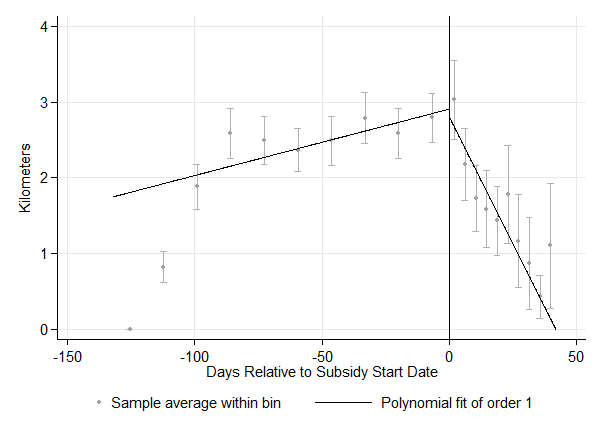 4
3
2
1
0
Kilometers
-150 -100 -50 0 50
Days Relative to Subsidy Start Date
Sample average within bin Polynomial fit of order 1